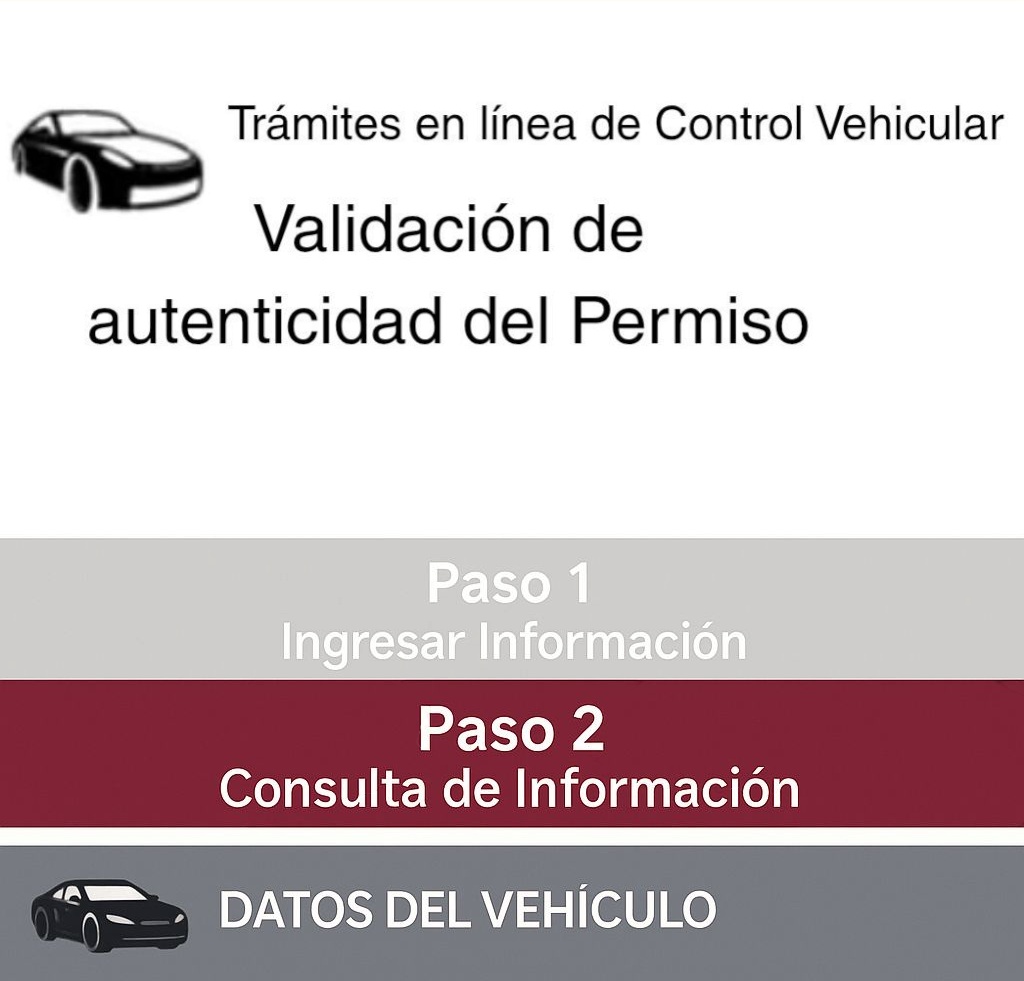 Trámites en línea de Control Vehicular
Validación de
autenticidad del Permiso
Paso 1
Ingresar Información
Paso 2
Consulta de Información
DATOS DEL VEHÍCULO